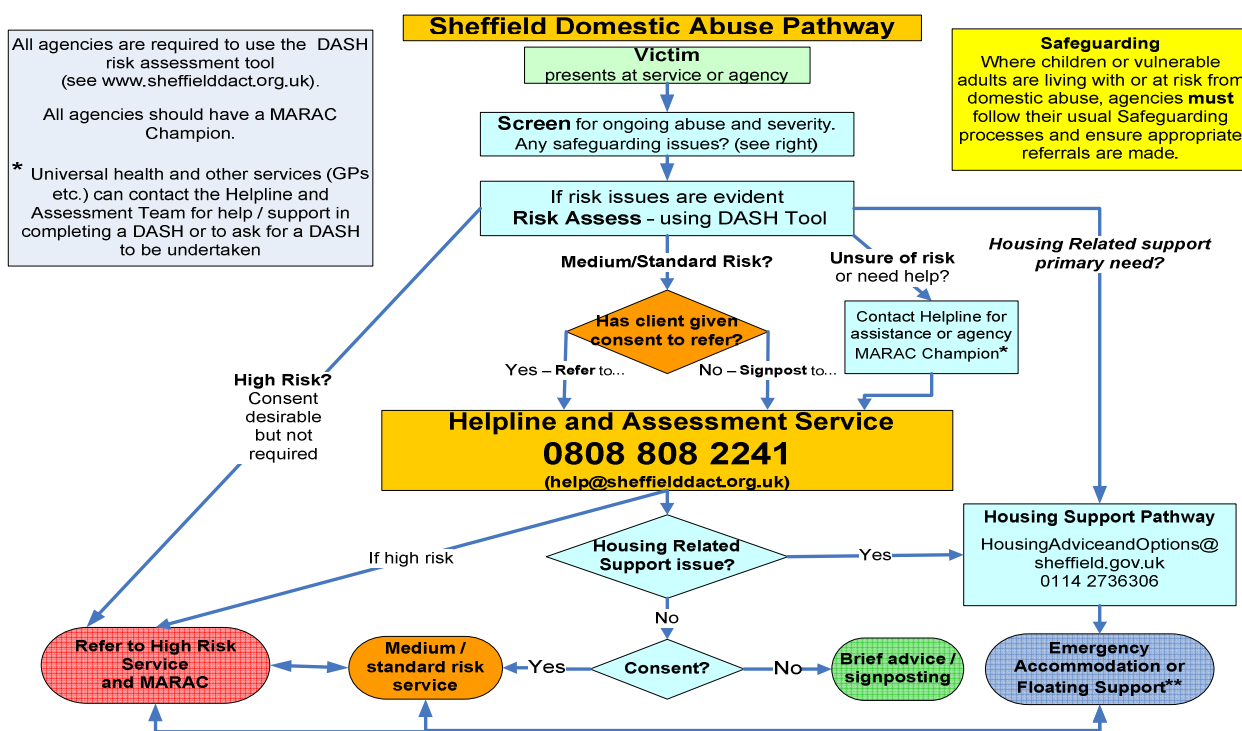 Sheffield Domestic Abuse Pathway
All agencies are required to use the DASH
risk assessment tool
(see www.sheffielddact.org.uk).
All agencies should have a MARAC
Champion.
* Universal health and other services (GPs
etc.) can contact the Helpline and
Assessment Team for help / support in
completing a DASH or to ask for a DASH
to be undertaken
Victim
presents at service or agency
Safeguarding
Where children or vulnerable
adults are living with or at risk from
domestic abuse, agencies must
follow their usual Safeguarding
processes and ensure appropriate
referrals are made.
Screen for ongoing abuse and severity.
Any safeguarding issues? (see right)
If risk issues are evident
Risk Assess - using DASH Tool
Medium/Standard Risk?
Unsure of risk
or need help?
Housing Related support
primary need?
Has client given
consent to refer?
Contact Helpline for
assistance or agency
MARAC Champion*
Yes – Refer to...
No – Signpost to...
High Risk?
Consent
desirable
but not
required
Helpline and Assessment Service
0808 808 2241
(help@sheffielddact.org.uk)
If high risk
Housing Related
Support issue?
Yes
Housing Support Pathway
HousingAdviceandOptions@
sheffield.gov.uk
0114 2736306
No
Refer to High Risk
Service
and MARAC
Medium /
standard risk
service
Yes
Consent?
No
Brief advice /
signposting
Emergency
Accommodation or
Floating Support**